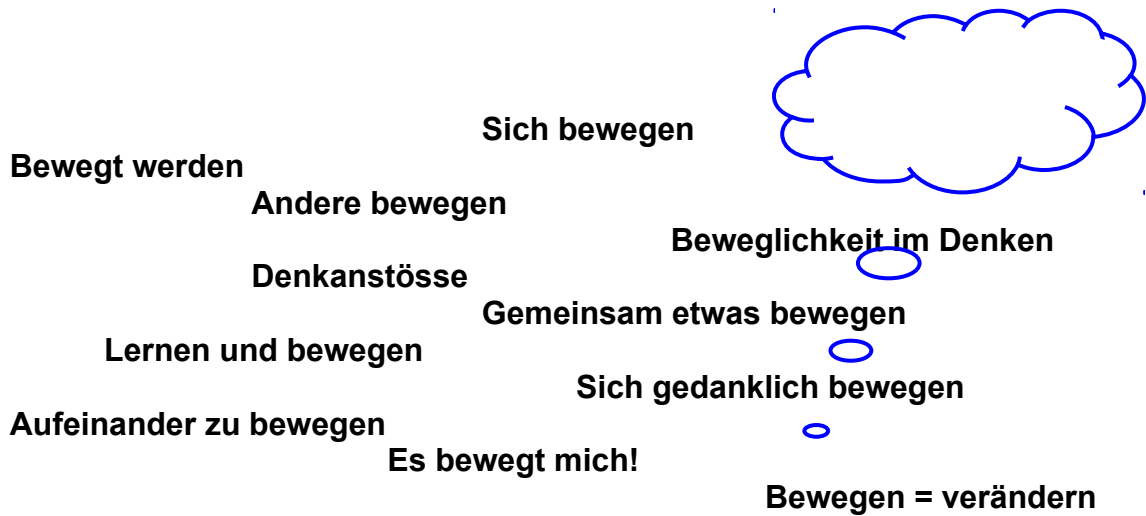 Sich bewegen
Bewegt werden
Andere bewegen
Beweglichkeit im Denken
Denkanstösse
Gemeinsam etwas bewegen
Lernen und bewegen
Sich gedanklich bewegen
Aufeinander zu bewegen
Es bewegt mich!
Bewegen = verändern